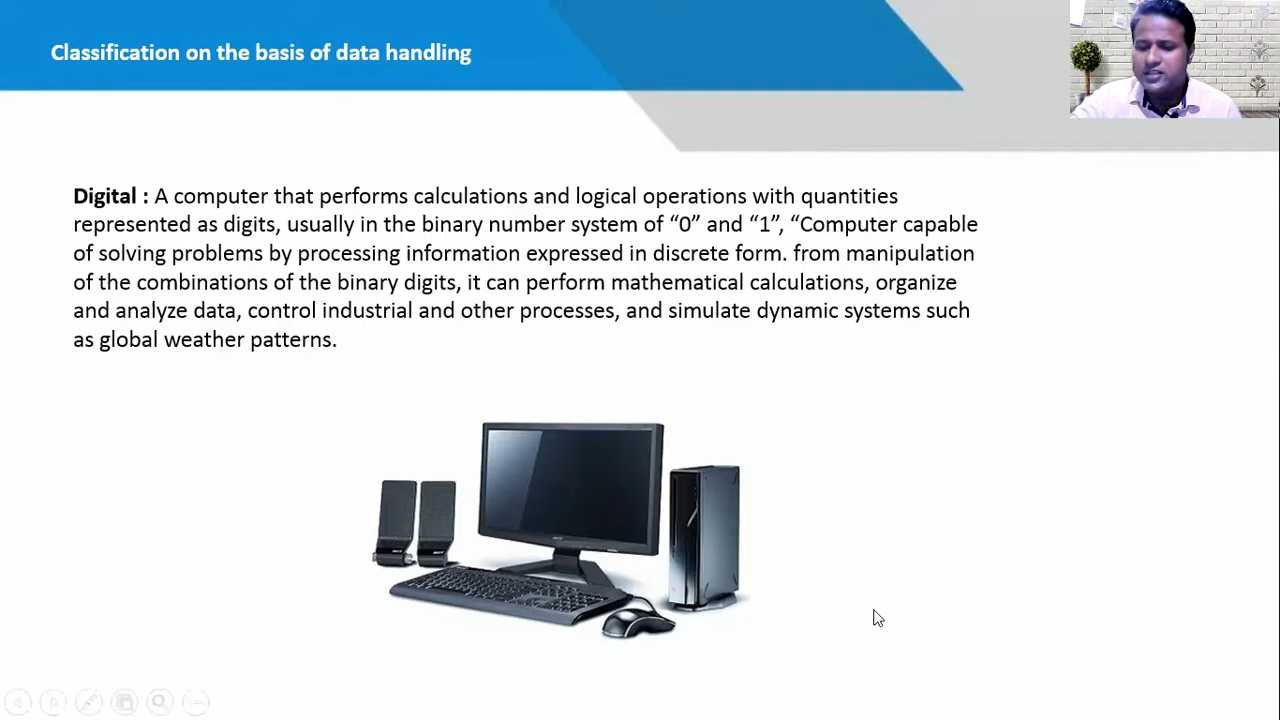 Classification on the basis of data handling
Digital : A computer that performs calculations and logical operations with quantities
represented as digits, usually in the binary number system of “0” and “1”, “Computer capable
of solving problems by processing information expressed in discrete form. from manipulation
of the combinations of the binary digits, it can perform mathematical calculations, organize
and analyze data, control industrial and other processes, and simulate dynamic systems such
as global weather patterns.